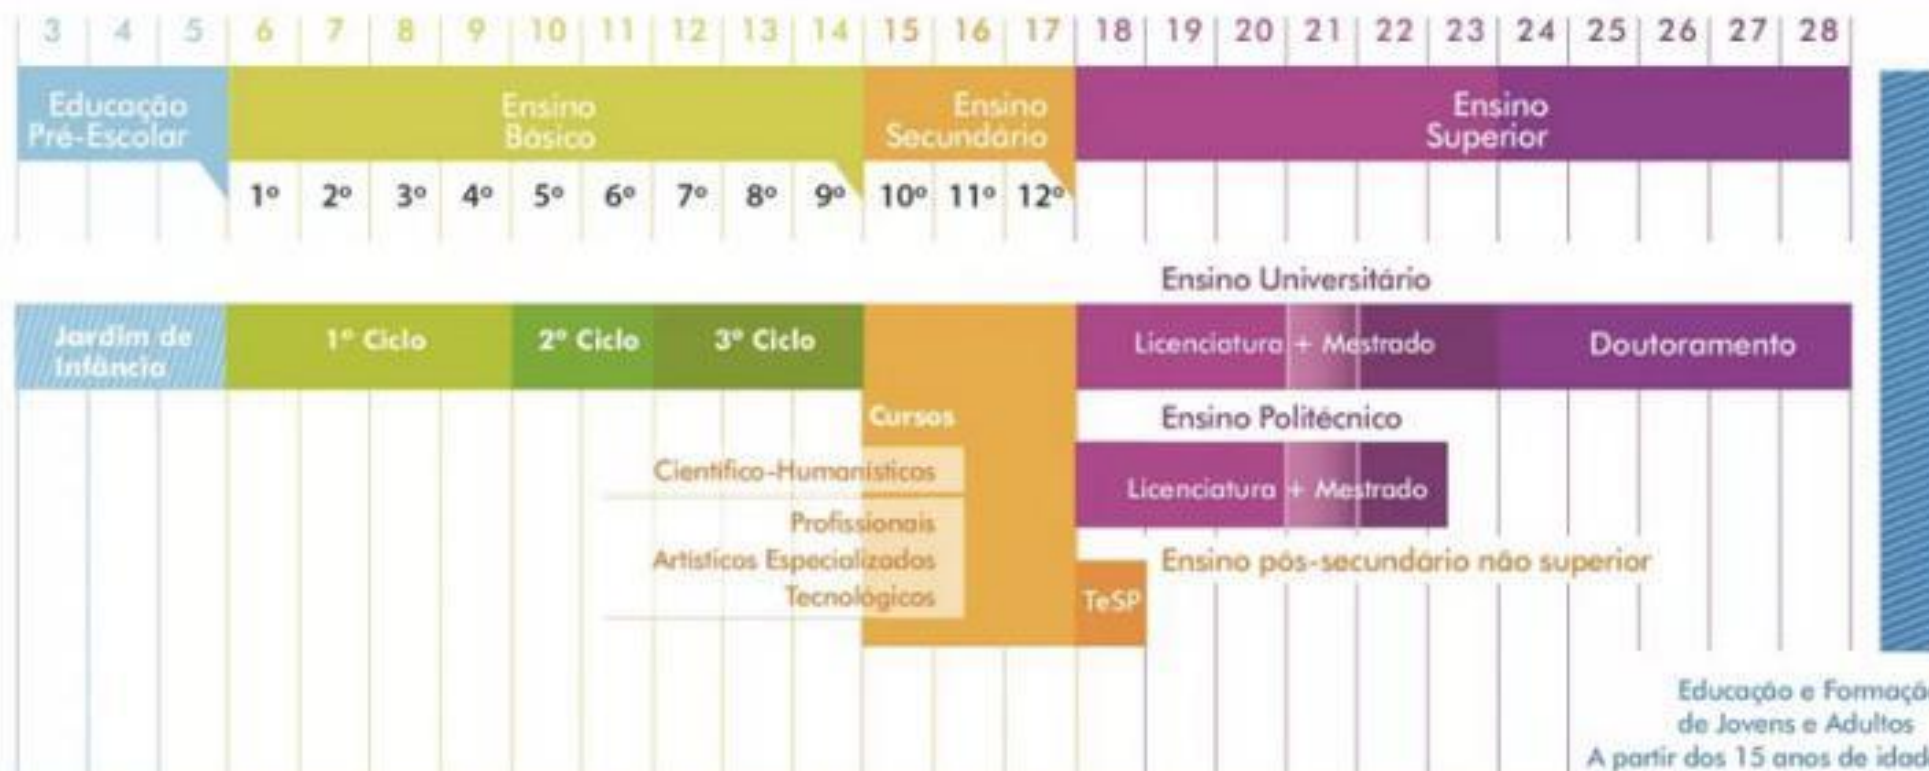 3 4 5 6 7 8 9 10 11 12 13 14 15 16 17 18 19 20 21 22 23 24 25 26 27 28
Educação
Pré-Escolar
Ensino
Básico
Ensino
Secundário
Ensino
Superior
1º 2º 3º 4º 5º 6º 7º 8º 9º 10º 11º 12º
Ensino Universitário
Jardim de
Infância
1º Ciclo
2º Ciclo
3º Ciclo
Licenciatura + Mestrado
Doutoramento
Cursos
Científico-Humanísticos
Profissionais
Artísticos Especializados
Tecnológicos
Ensino Politécnico
Licenciatura + Mestrado
Ensino pós-secundário não superior
TeSP
Educação e Formaçã
de Jovens e Adultos
A partir dos 15 anos de idad